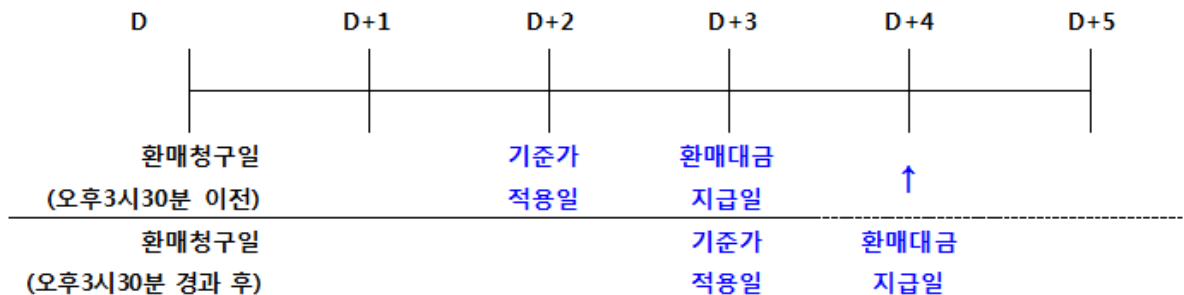 D D+1 D+2 D+3 D+4 D+5
환매청구일 기준가 환매대금
(오후3시30분 이전) 적용일 지급일 ↑
환매청구일 기준가 환매대금
(오후3시30분 경과 후) 적용일 지급일